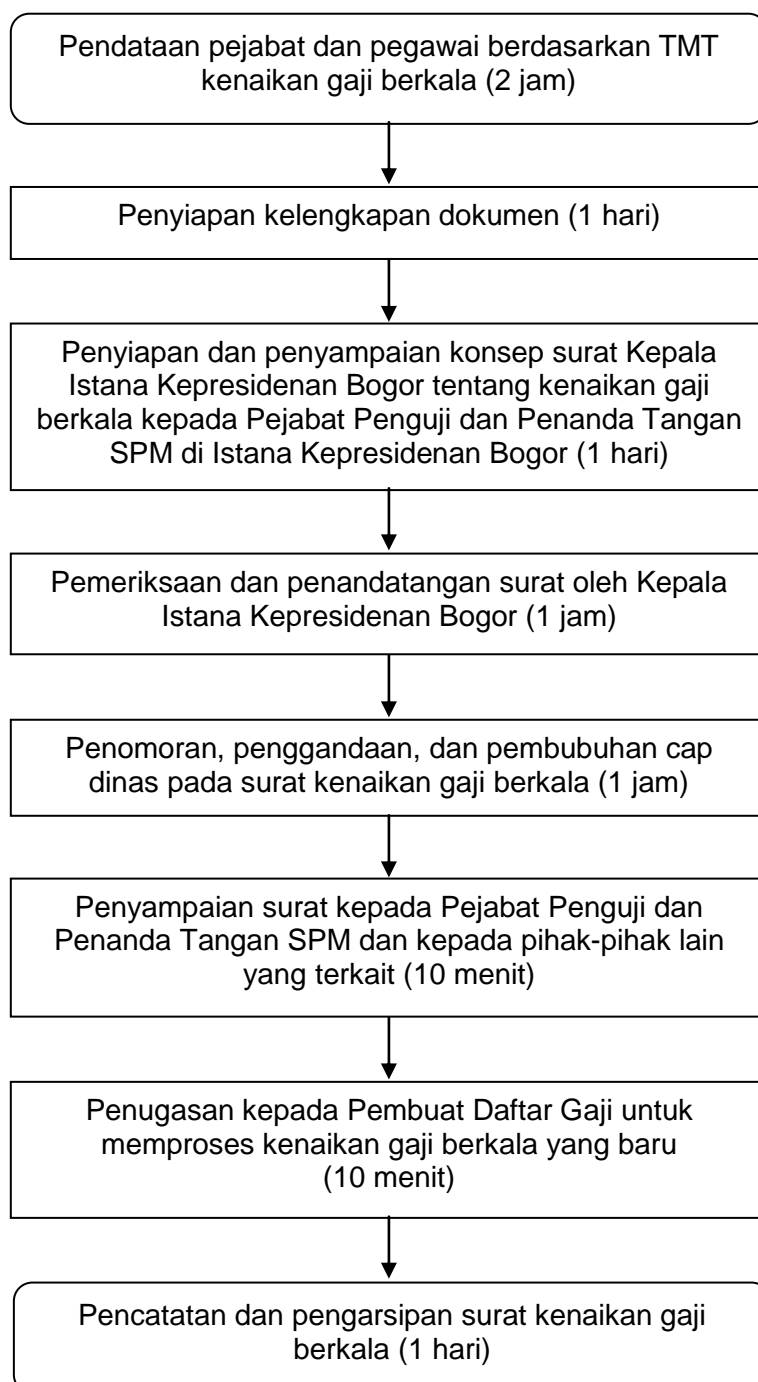 Pendataan pejabat dan pegawai berdasarkan TMT
kenaikan gaji berkala (2 jam)
Penyiapan kelengkapan dokumen (1 hari)
Penyiapan dan penyampaian konsep surat Kepala
Istana Kepresidenan Bogor tentang kenaikan gaji
berkala kepada Pejabat Penguji dan Penanda Tangan
SPM di Istana Kepresidenan Bogor (1 hari)
Pemeriksaan dan penandatangan surat oleh Kepala
Istana Kepresidenan Bogor (1 jam)
Penomoran, penggandaan, dan pembubuhan cap
dinas pada surat kenaikan gaji berkala (1 jam)
Penyampaian surat kepada Pejabat Penguji dan
Penanda Tangan SPM dan kepada pihak-pihak lain
yang terkait (10 menit)
Penugasan kepada Pembuat Daftar Gaji untuk
memproses kenaikan gaji berkala yang baru
(10 menit)
Pencatatan dan pengarsipan surat kenaikan gaji
berkala (1 hari)